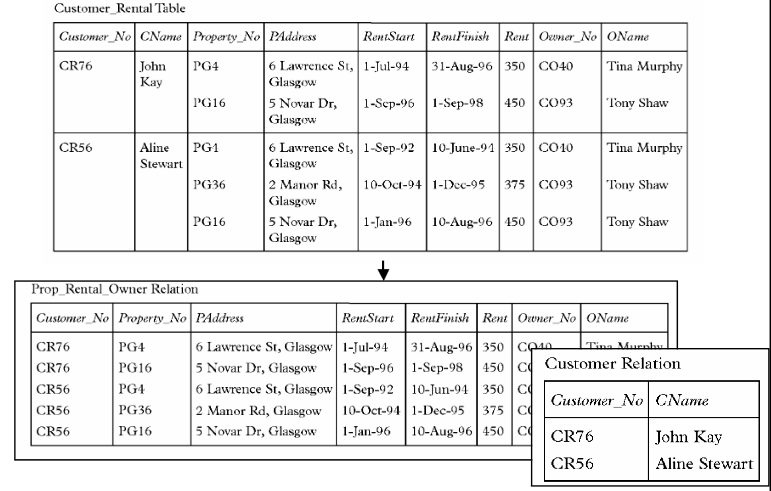 Customer_Rental Table
Customer_No CName Property_No PAddress RentStart RentFinish Rent Owner_No OName
CR76 John PG4 6 Lawrence St, 1-Jul-94 31-Aug-96 350 CO40 Tina Murphy
Kay Glasgow
PG16 5 Novar Dr, 1-Sep-96 1-Sep-98 450 CO93 Tony Shaw
Glasgow
CR56 Aline PG4 6 Lawrence St, 1-Sep-92 10-June-94 350 CO40 Tina Murphy
Stewart Glasgow
PG36 2 Manor Rd, 10-Oct-94 1-Dec-95 375 CO93 Tony Shaw
Glasgow
PG16 5 Novar Dr, 1-Jan-96 10-Aug-96 450 CO93 Tony Shaw
Glasgow
Prop_Rental_Owner Relation
Customer_No Property_No PAddress RentStart RentFinish Rent Owner_No OName
CR76 PG4 6 Lawrence St, Glasgow 1-Jul-94 31-Aug-96 350 CO40 Tina Murphy
CR76 PG16 5 Novar Dr, Glasgow 1-Sep-96 1-Sep-98 450
CR56 PG4 6 Lawrence St, Glasgow 1-Sep-92 10-Jun-94 350
CR56 PG36 2 Manor Rd, Glasgow 10-Oct-94 1-Dec-95 375
CR56 PG16 5 Novar Dr, Glasgow 1-Jan-96 10-Aug-96 450
Customer Relation
Customer_No CName
CR76 John Kay
CR56 Aline Stewart